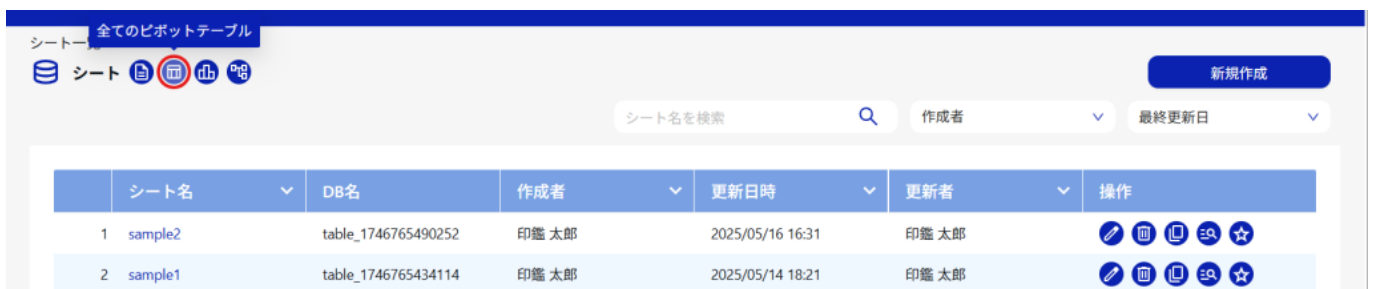 全てのピボットテーブル
シート一覧
シート
新規作成
シート名を検索 作成者 最終更新日
シート名 DB名 作成者 更新日時 更新者 操作
1 sample2 table_1746765490252 印鑑 太郎 2025/05/16 16:31 印鑑 太郎
2 sample1 table_1746765434114 印鑑 太郎 2025/05/14 18:21 印鑑 太郎